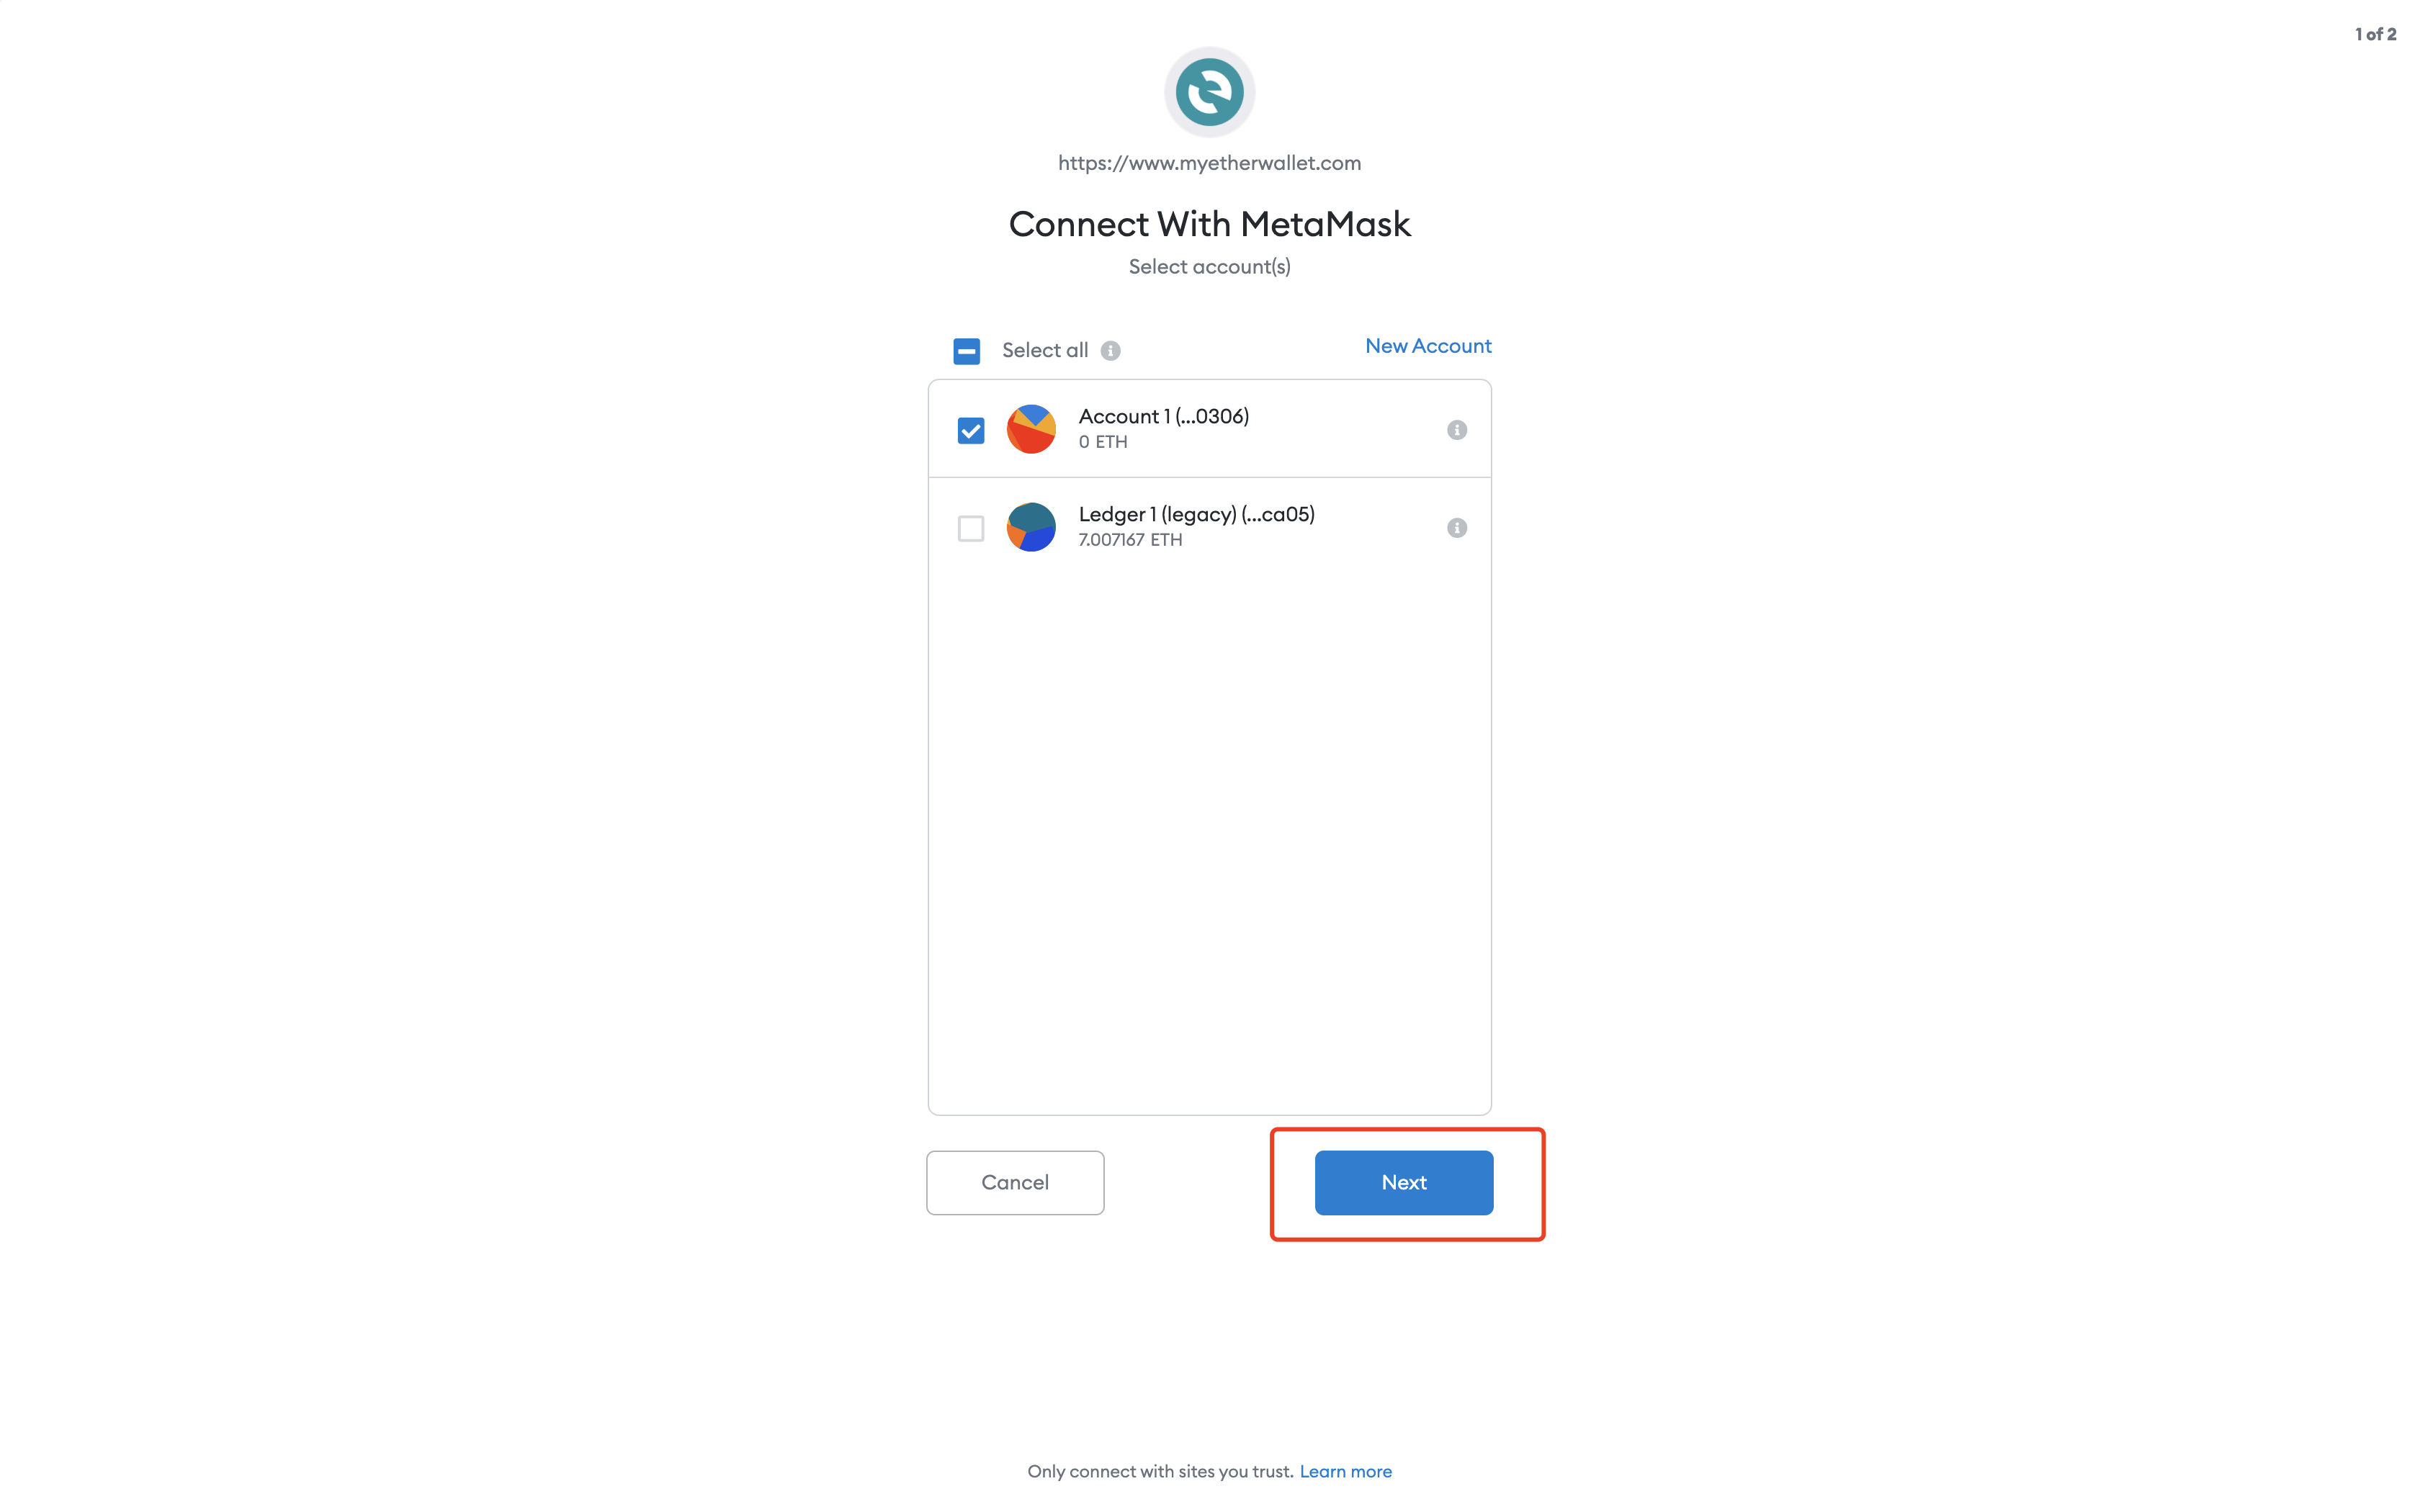 1 of 2
https://www.myetherwallet.com
Connect With MetaMask
Select account(s)
Select all
New Account
Account 1 (...0306)
0 ETH
Ledger 1 (legacy) (...ca05)
7.007167 ETH
Cancel
Next
Only connect with sites you trust. Learn more